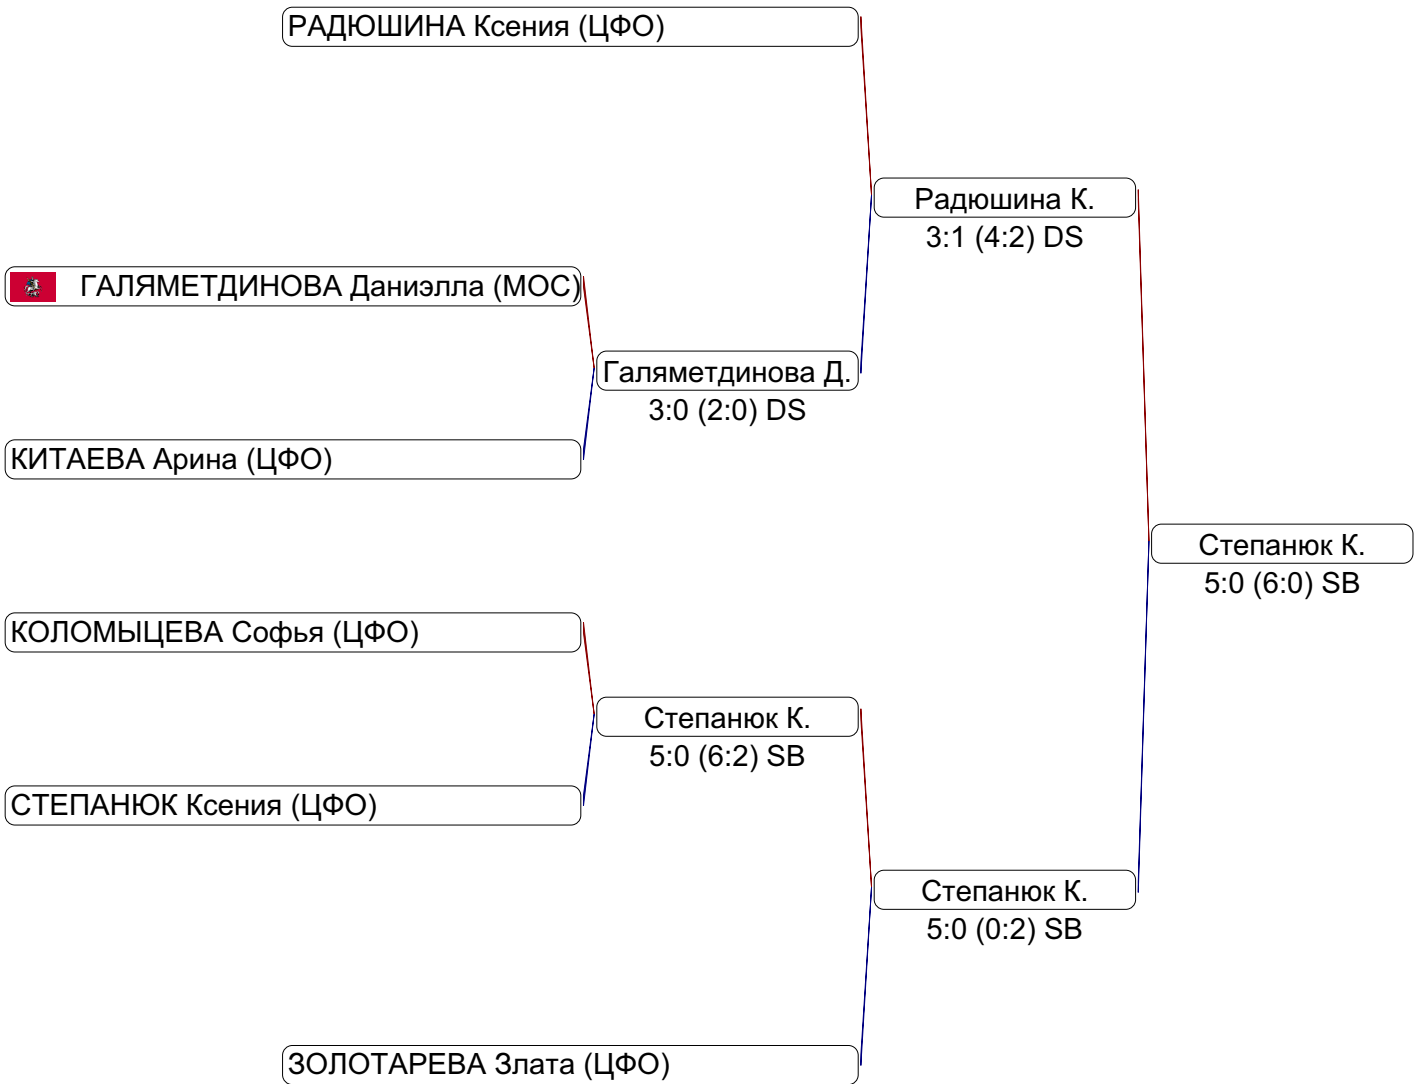 РАДЮШИНА Ксения (ЦФО)
Радюшина К.
3:1 (4:2) DS
ГАЛЯМЕТДИНОВА Даниэлла (МОС)
Галяметдинова Д.
3:0 (2:0) DS
КИТАЕВА Арина (ЦФО)
Степанюк К.
5:0 (6:0) SB
КОЛОМЫЦЕВА Софья (ЦФО)
Степанюк К.
5:0 (6:2) SB
СТЕПАНЮК Ксения (ЦФО)
Степанюк К.
5:0 (0:2) SB
ЗОЛОТАРЕВА Злата (ЦФО)